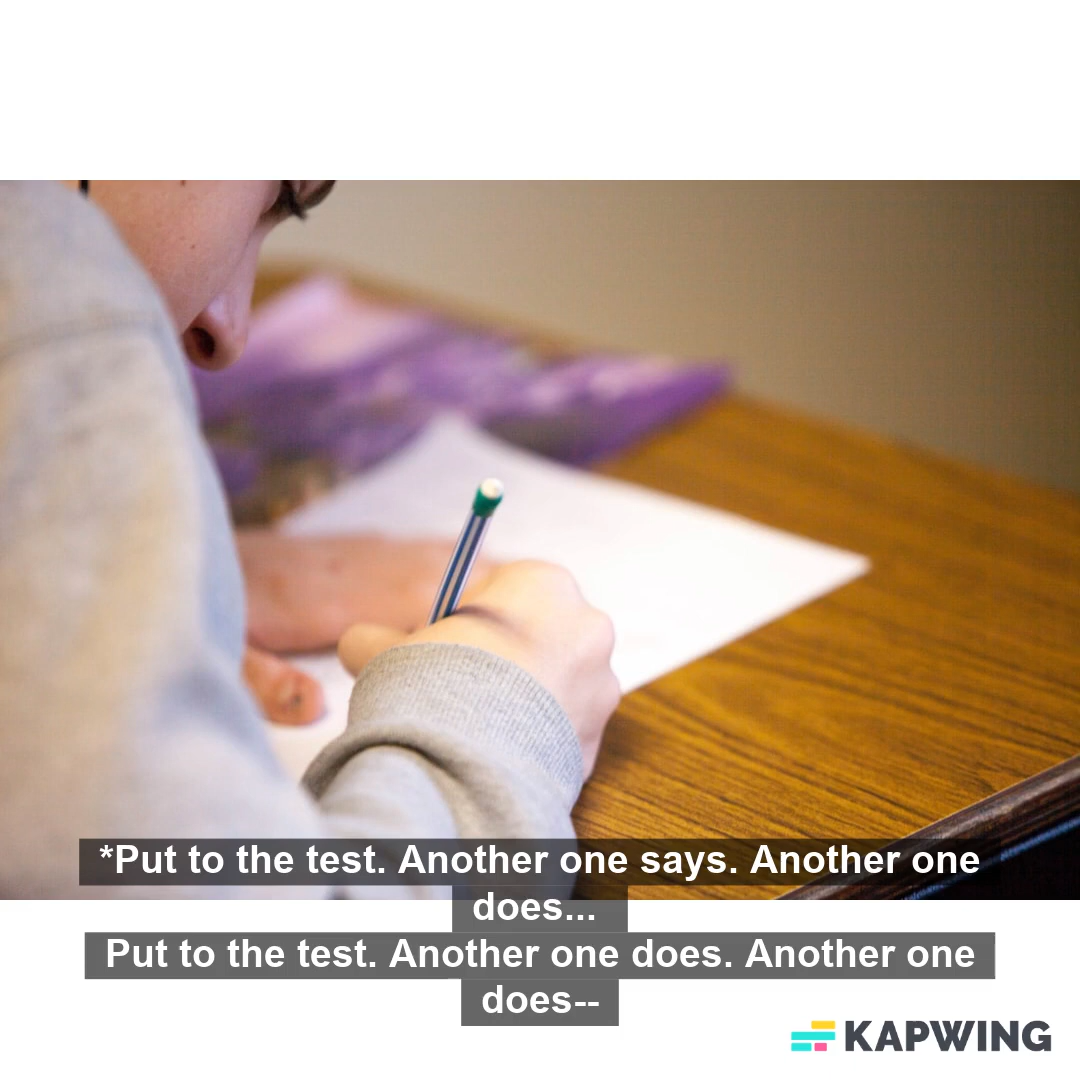 *Put to the test. Another one says. Another one
does...
Put to the test. Another one does. Another one
does--
KAPWING